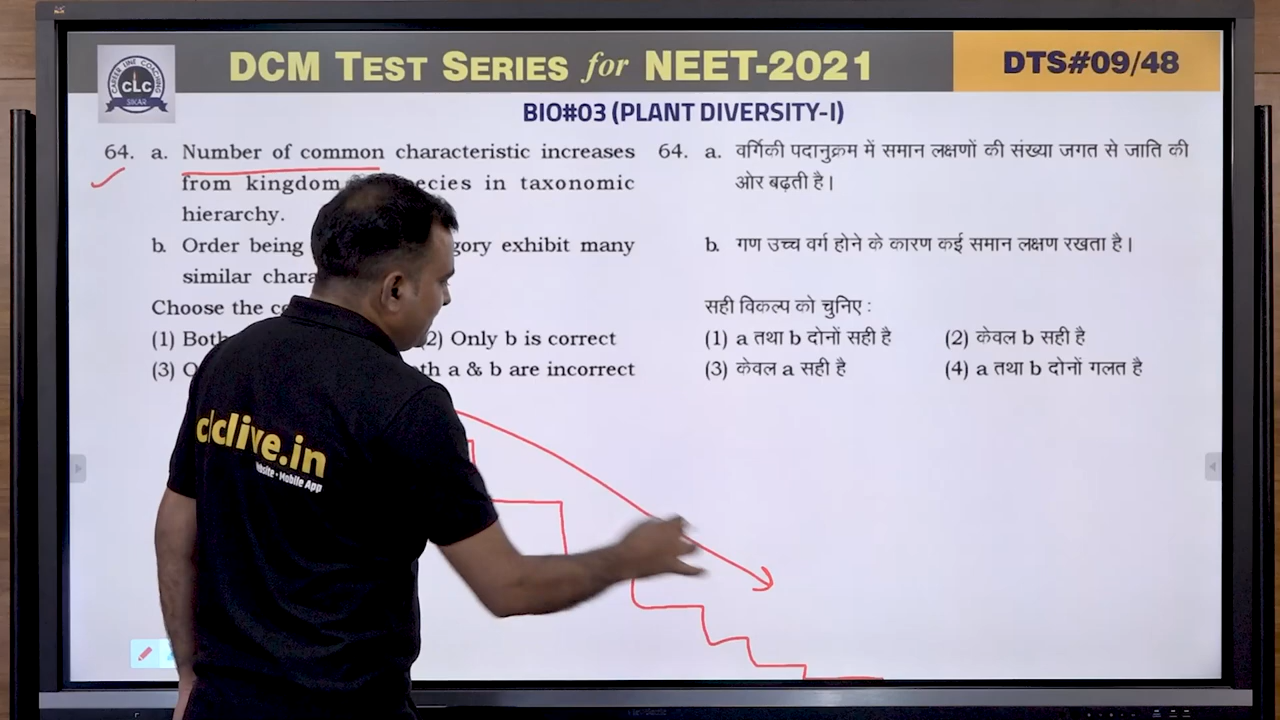 DCM TEST SERIES for NEET-2021
DTS#09/48
CAREER LINE COACHING
CLC
SIKAR
BIO#03 (PLANT DIVERSITY-I)
64. a. Number of common characteristic increases
from kingdom ecies in taxonomic
hierarchy.
b. Order being gory exhibit many
similar chara
Choose the c
(1) Both (2) Only b is correct
(3) O th a & b are incorrect
64. a. वर्गिकी पदानुक्रम में समान लक्षणों की संख्या जगत से जाति की
ओर बढ़ती है।
b. गण उच्च वर्ग होने के कारण कई समान लक्षण रखता है।
सही विकल्प को चुनिए :
(1) a तथा b दोनों सही है (2) केवल b सही है
(3) केवल a सही है (4) a तथा b दोनों गलत है
clclive.in
Website - Mobile App